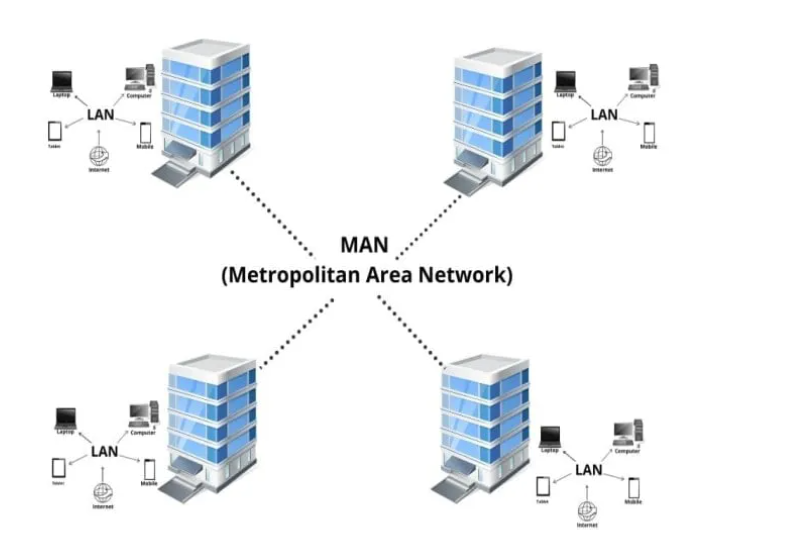 Laptop
Computer
LAN
Tablet
Mobile
Internet
Laptop
Computer
LAN
Tablet
Mobile
Internet
MAN
(Metropolitan Area Network)
Laptop
Computer
LAN
Tablet
Mobile
Internet
Laptop
Computer
LAN
Tablet
Mobile
Internet